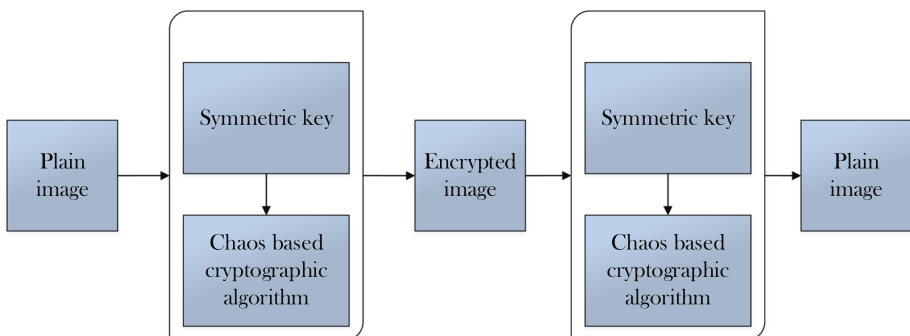 Plain
image
Symmetric key
Chaos based
cryptographic
algorithm
Encrypted
image
Symmetric key
Chaos based
cryptographic
algorithm
Plain
image